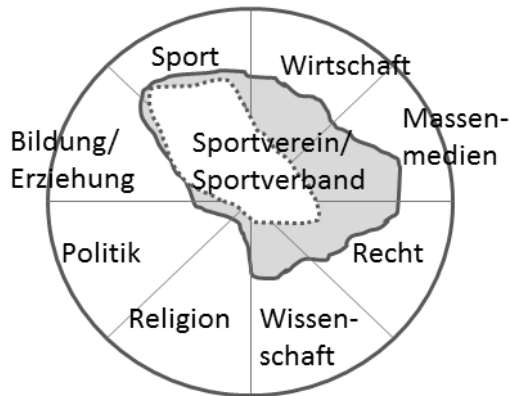 Sport
Wirtschaft
Massen-
medien
Bildung/
Erziehung
Sportverein/
Sportverband
Politik
Recht
Religion
Wissen-
schaft